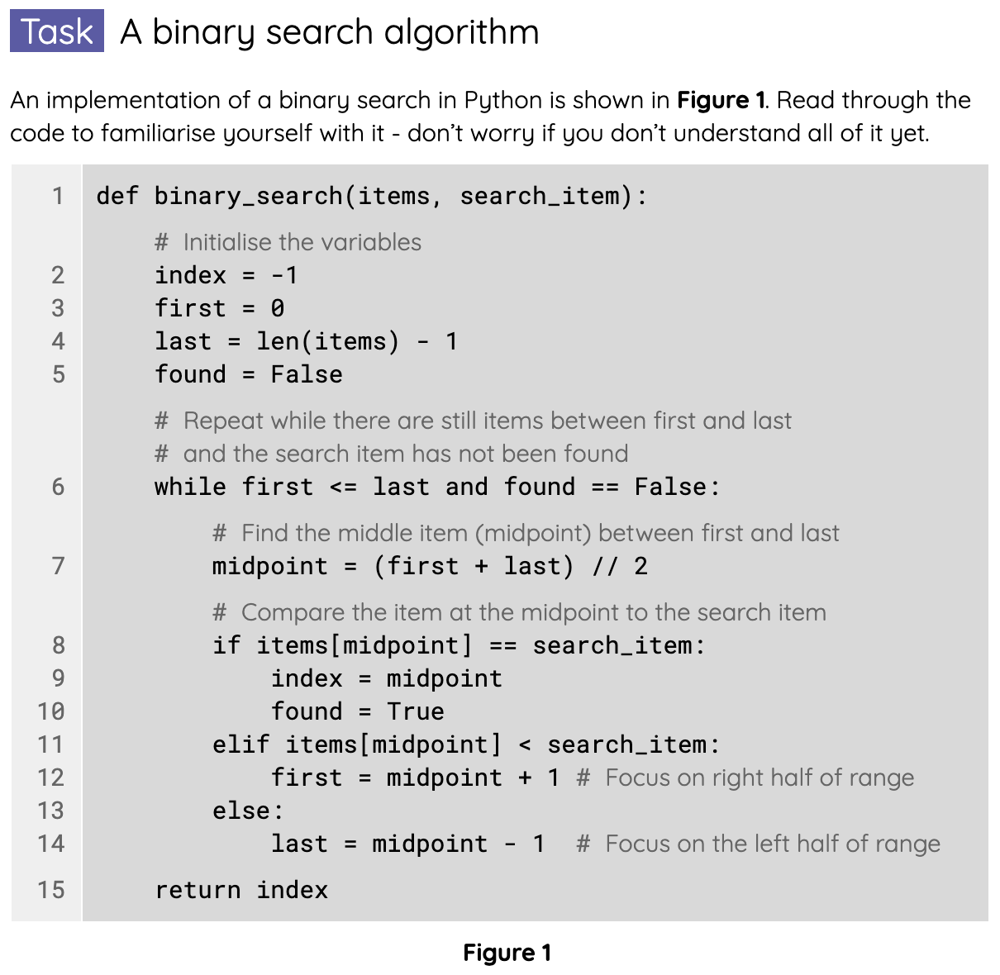 Task A binary search algorithm
An implementation of a binary search in Python is shown in Figure 1. Read through the
code to familiarise yourself with it - don’t worry if you don’t understand all of it yet.
1 def binary_search(items, search_item):
# Initialise the variables
2 index = -1
3 first = 0
4 last = len(items) - 1
5 found = False
# Repeat while there are still items between first and last
# and the search item has not been found
6 while first <= last and found == False:
# Find the middle item (midpoint) between first and last
7 midpoint = (first + last) // 2
# Compare the item at the midpoint to the search item
8 if items[midpoint] == search_item:
9 index = midpoint
10 found = True
11 elif items[midpoint] < search_item:
12 first = midpoint + 1 # Focus on right half of range
13 else:
14 last = midpoint - 1 # Focus on the left half of range
15 return index
Figure 1